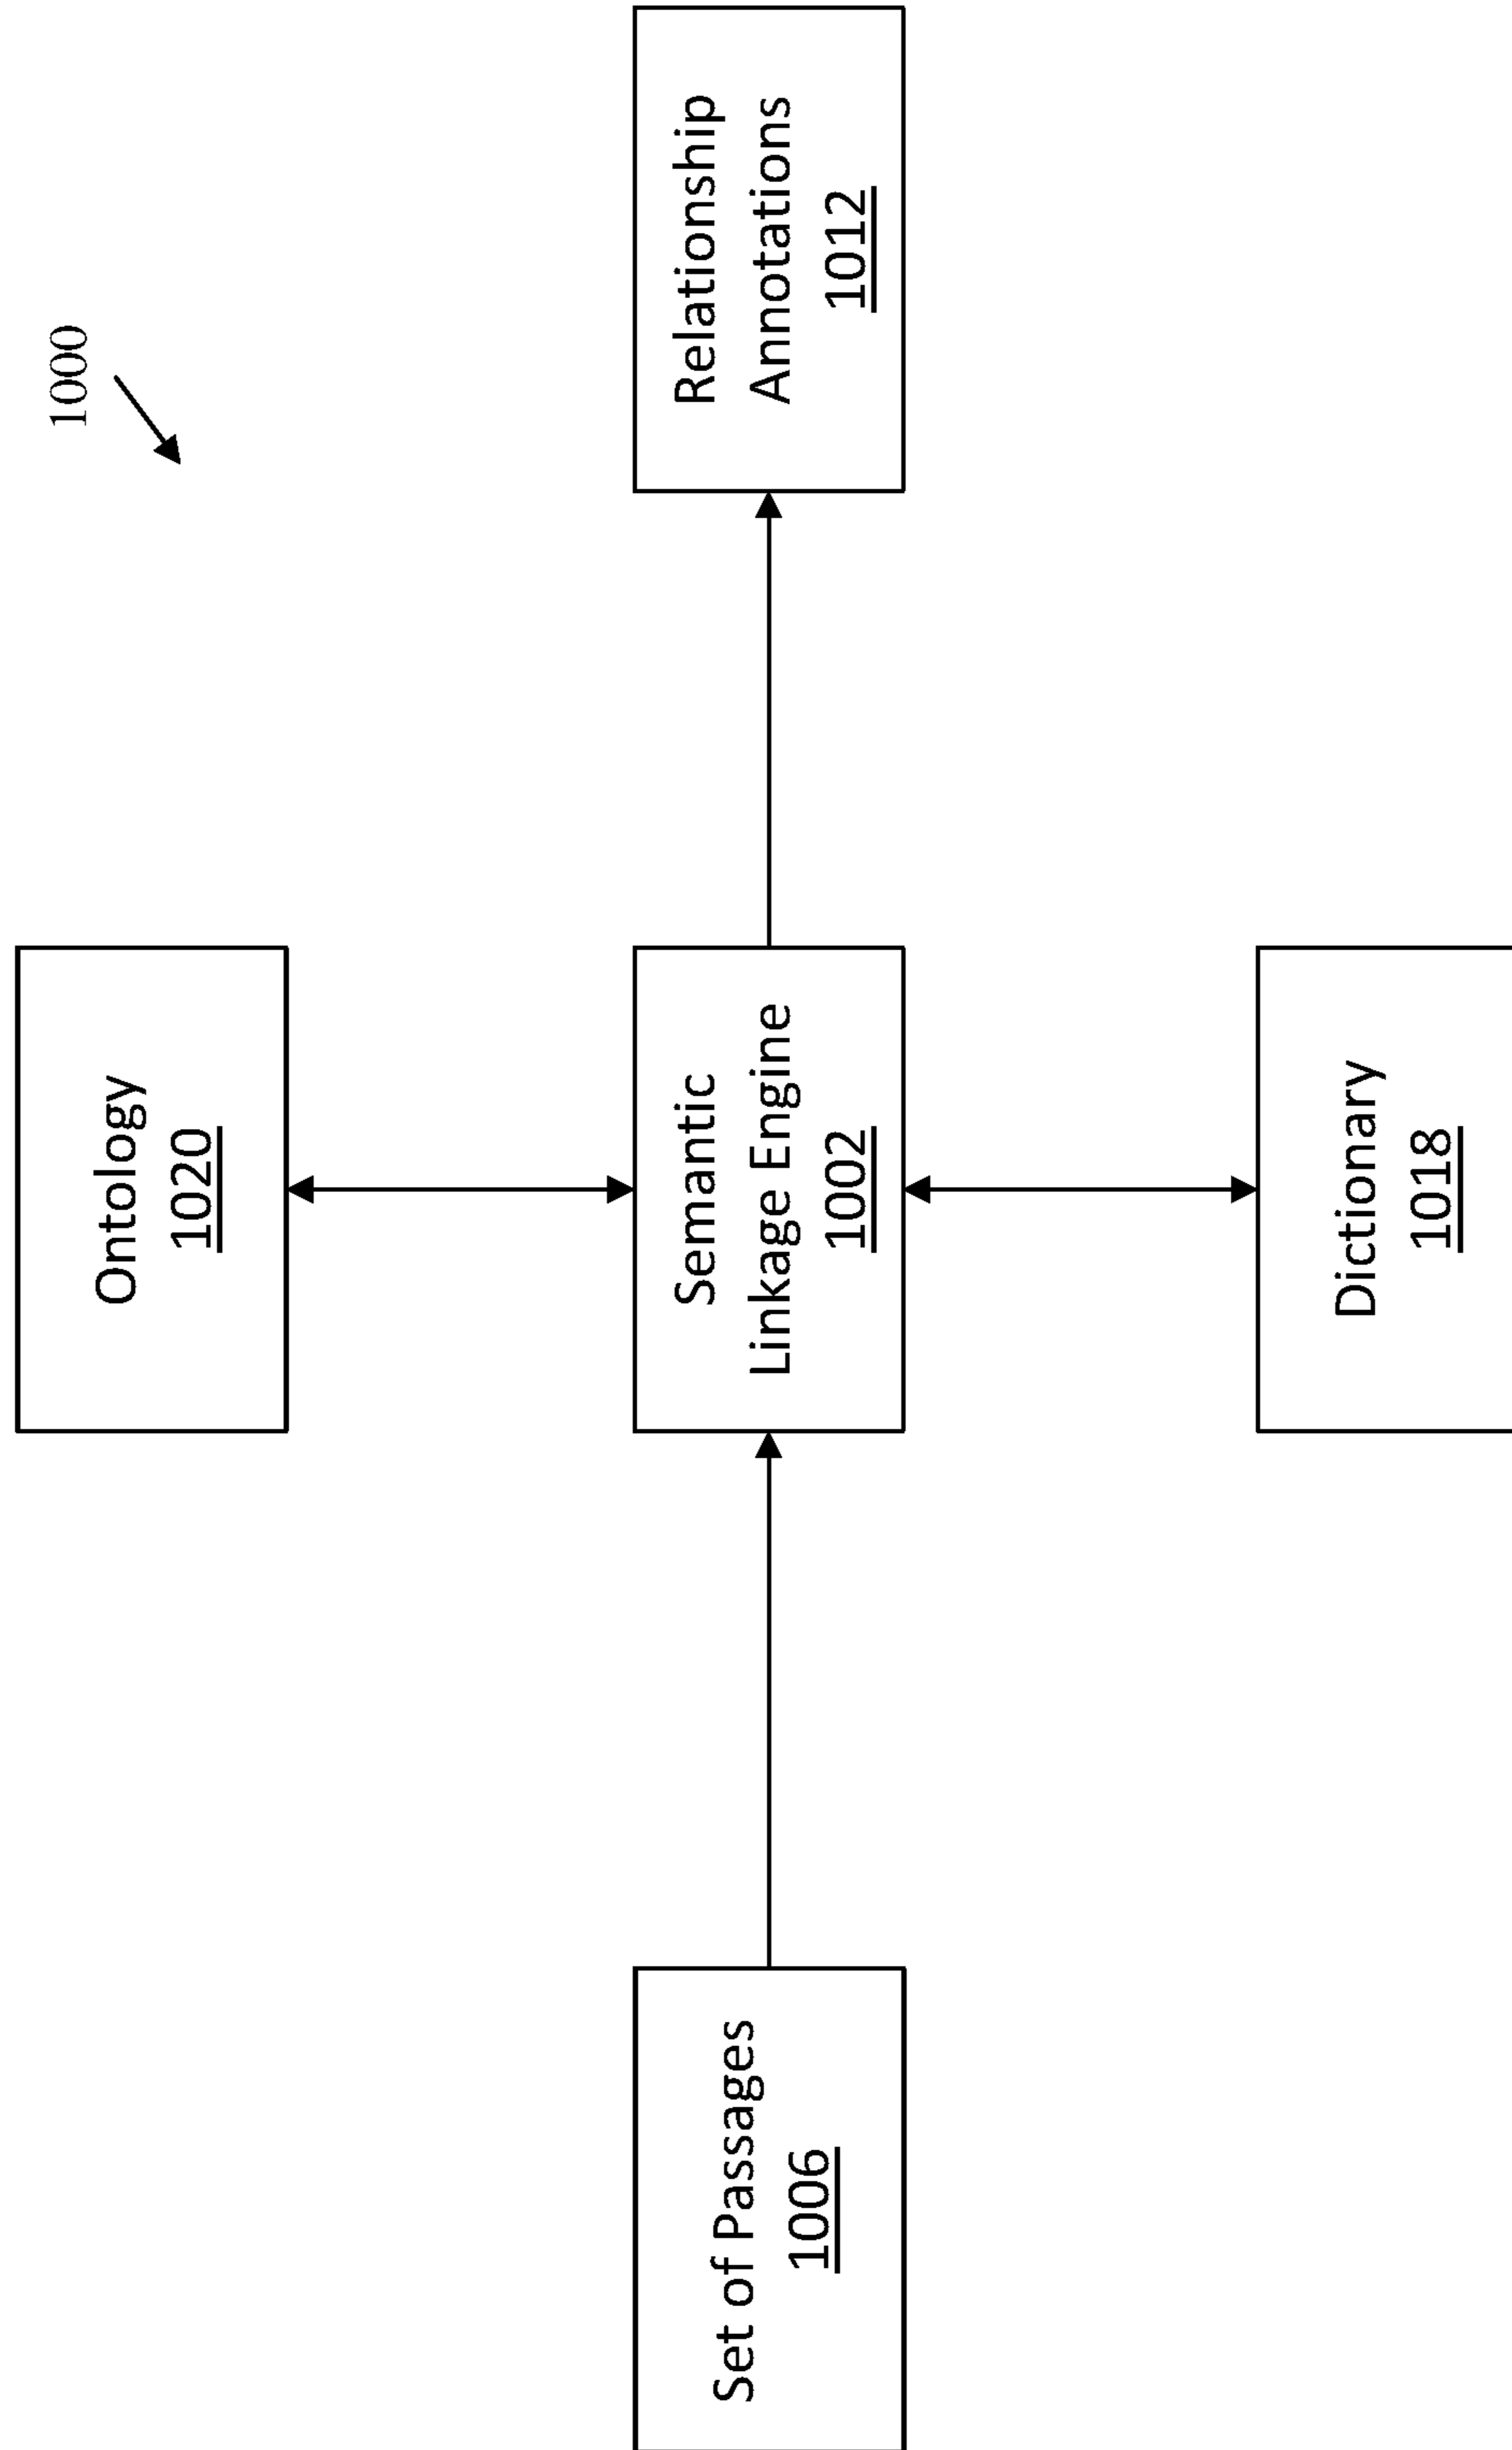 1000
Ontology
1020
Set of Passages
1006
Semantic
Linkage Engine
1002
Relationship
Annotations
1012
Dictionary
1018